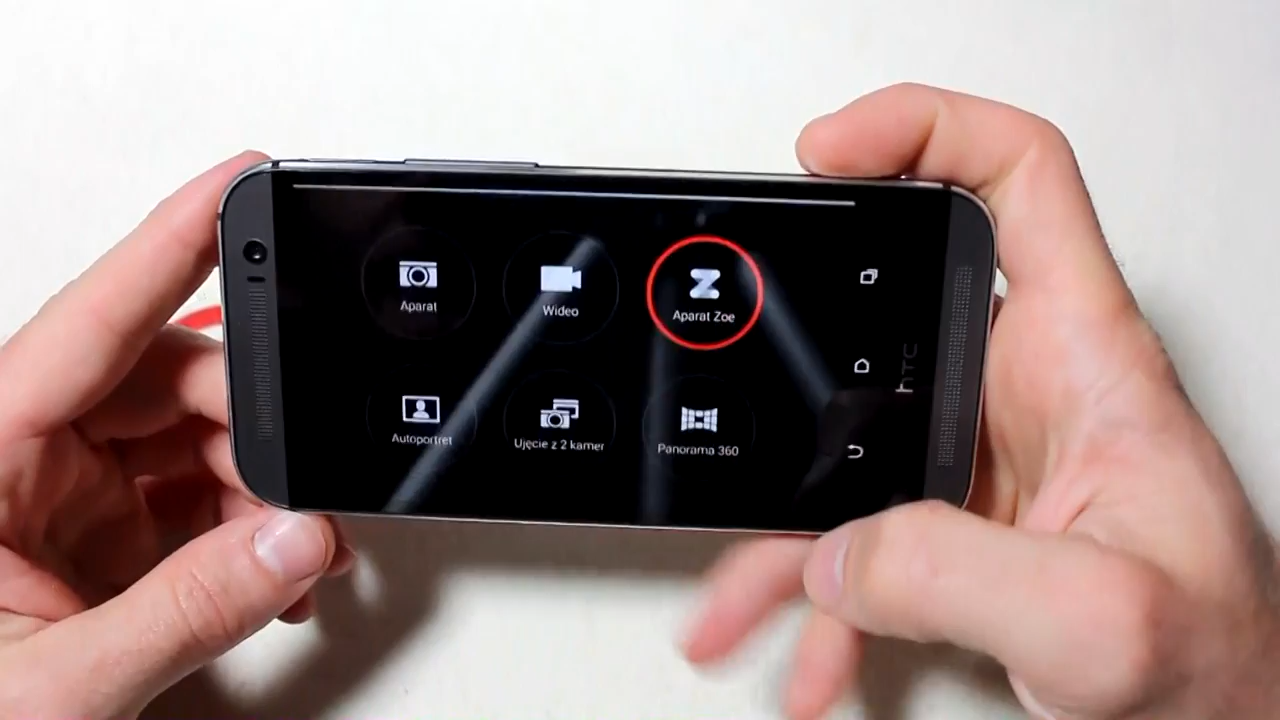 Aparat
Wideo
Aparat Zoe
Autoportret
Ujęcie z 2 kamer
Panorama 360
hTC